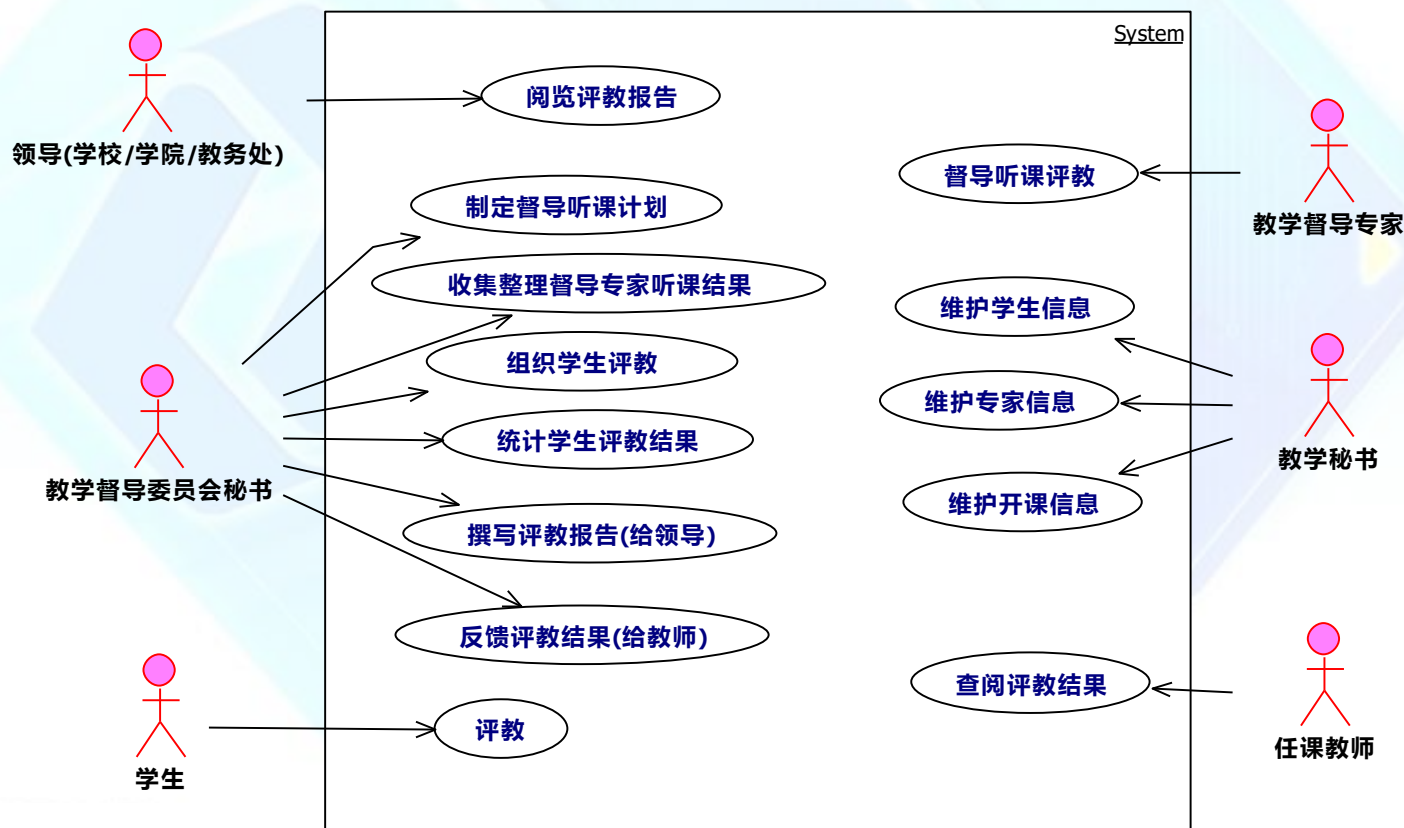 System
阅览评教报告
领导(学校/学院/教务处)
督导听课评教
制定督导听课计划
教学督导专家
收集整理督导专家听课结果
维护学生信息
组织学生评教
维护专家信息
统计学生评教结果
教学秘书
教学督导委员会秘书
维护开课信息
撰写评教报告(给领导)
反馈评教结果(给教师)
查阅评教结果
评教
任课教师
学生